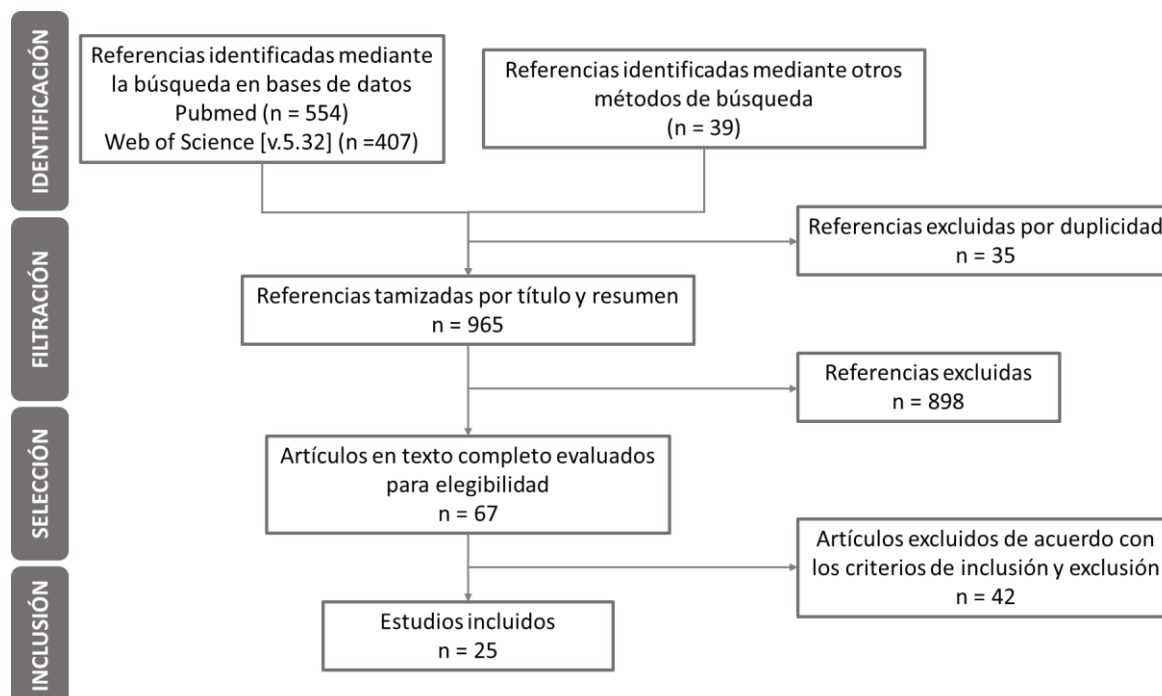 IDENTIFICACIÓN
Referencias identificadas mediante
la búsqueda en bases de datos
Pubmed (n = 554)
Web of Science [v.5.32] (n =407)
Referencias identificadas mediante otros
métodos de búsqueda
(n = 39)
FILTRACIÓN
Referencias excluidas por duplicidad
n = 35
Referencias tamizadas por título y resumen
n = 965
Referencias excluidas
n = 898
SELECCIÓN
Artículos en texto completo evaluados
para elegibilidad
n = 67
Artículos excluidos de acuerdo con
los criterios de inclusión y exclusión
n = 42
INCLUSIÓN
Estudios incluidos
n = 25